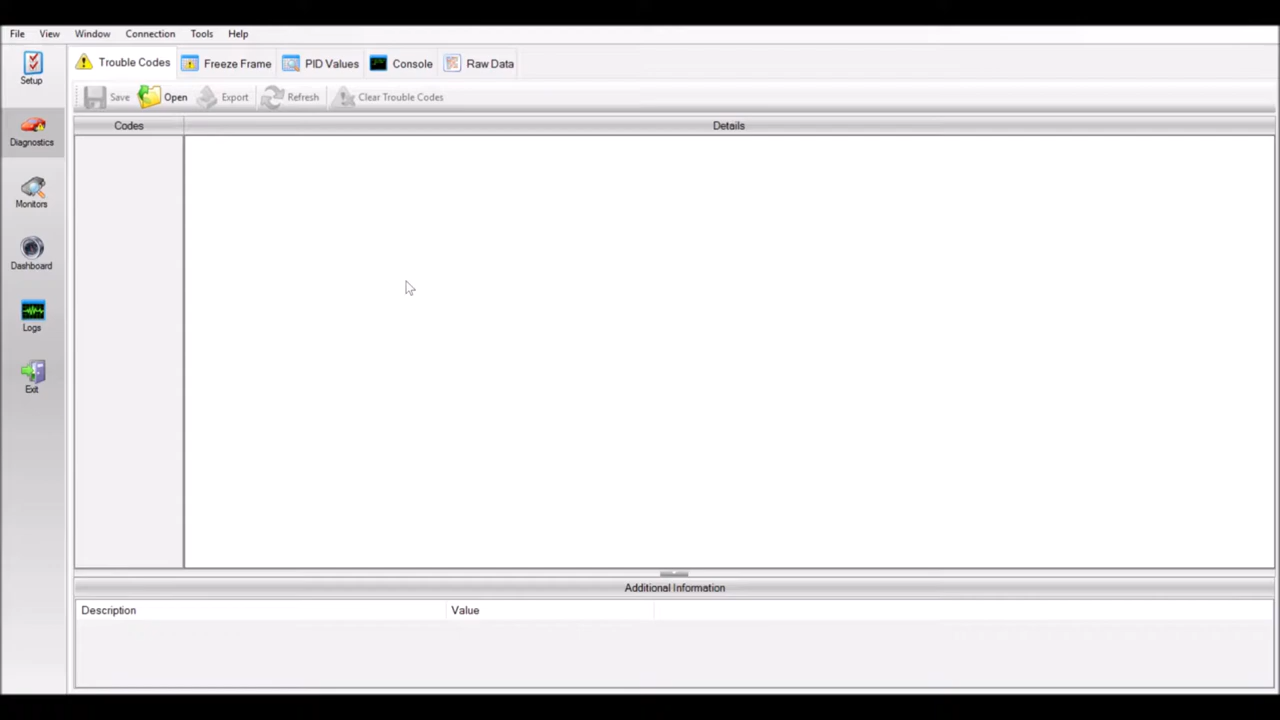 File View Window Connection Tools Help
Setup
Trouble Codes Freeze Frame PID Values Console Raw Data
Save Open Export Refresh Clear Trouble Codes
Codes Details
Diagnostics
Monitors
Dashboard
Logs
Exit
Additional Information
Description Value